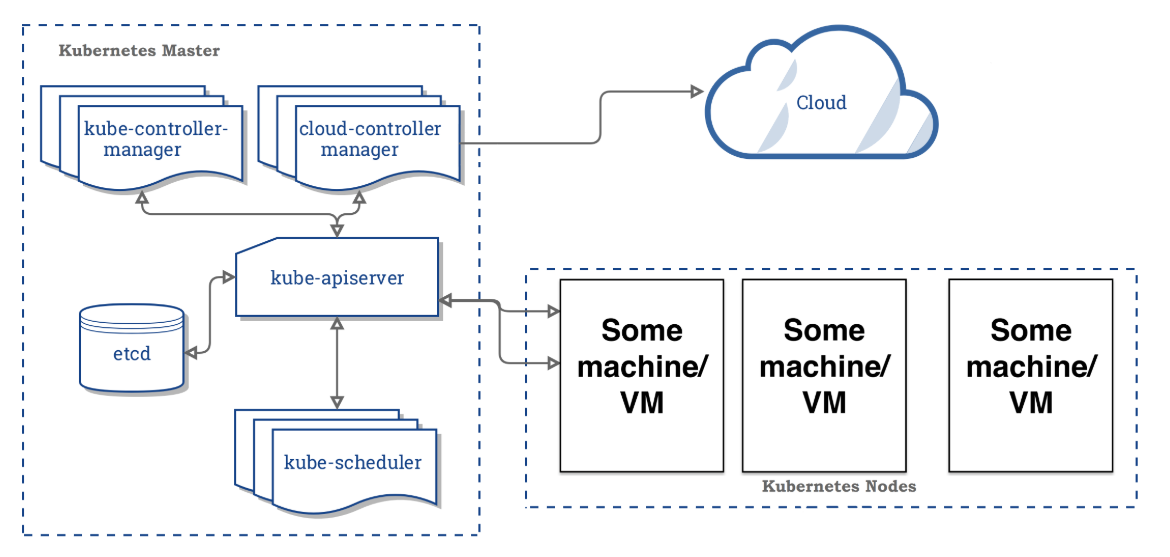 Kubernetes Master
kube-controller-
manager
cloud-controller
manager
Cloud
kube-apiserver
etcd
kube-scheduler
Some
machine/
VM
Some
machine/
VM
Some
machine/
VM
Kubernetes Nodes